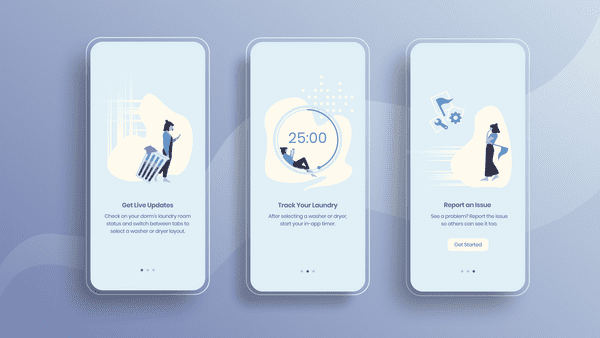 Get Live Updates
Check on your dorm's laundry room
status and switch between tabs to
select a washer or dryer layout.
25:00
Track Your Laundry
After selecting a washer or dryer,
start your in-app timer.
Report an Issue
See a problem? Report the issue
so others can see it too.
Get Started